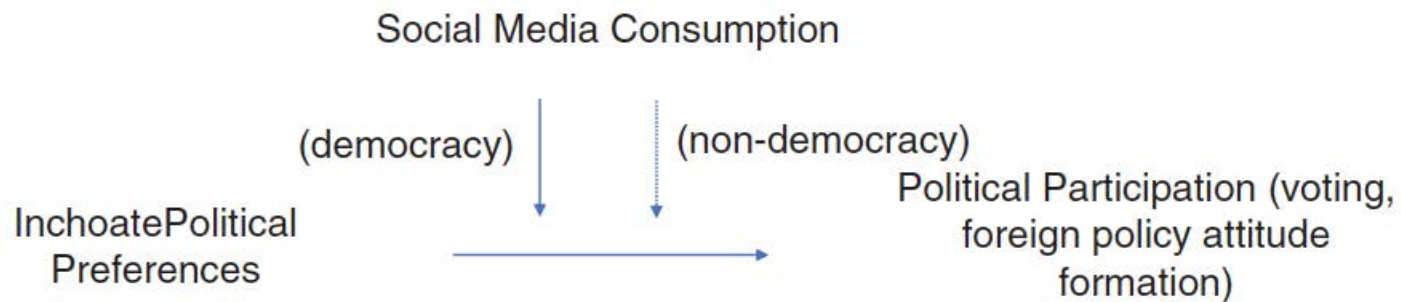 Social Media Consumption
(democracy)
(non-democracy)
InchoatePolitical
Preferences
Political Participation (voting,
foreign policy attitude
formation)